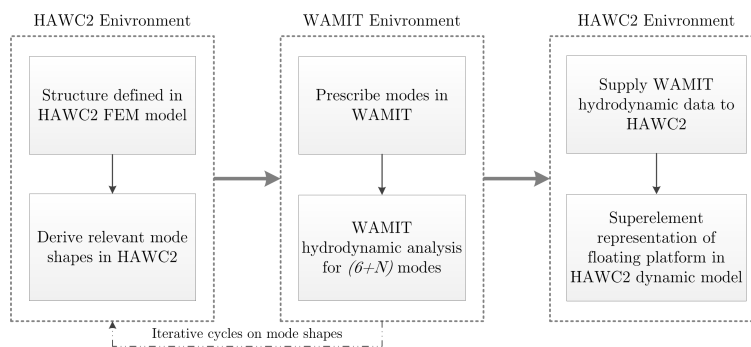 HAWC2 Enivronment
WAMIT Enivronment
HAWC2 Enivronment
Structure defined in
HAWC2 FEM model
Derive relevant mode
shapes in HAWC2
Prescribe modes in
WAMIT
WAMIT
hydrodynamic analysis
for (6+N) modes
Supply WAMIT
hydrodynamic data to
HAWC2
Superelement
representation of
floating platform in
HAWC2 dynamic model
Iterative cycles on mode shapes